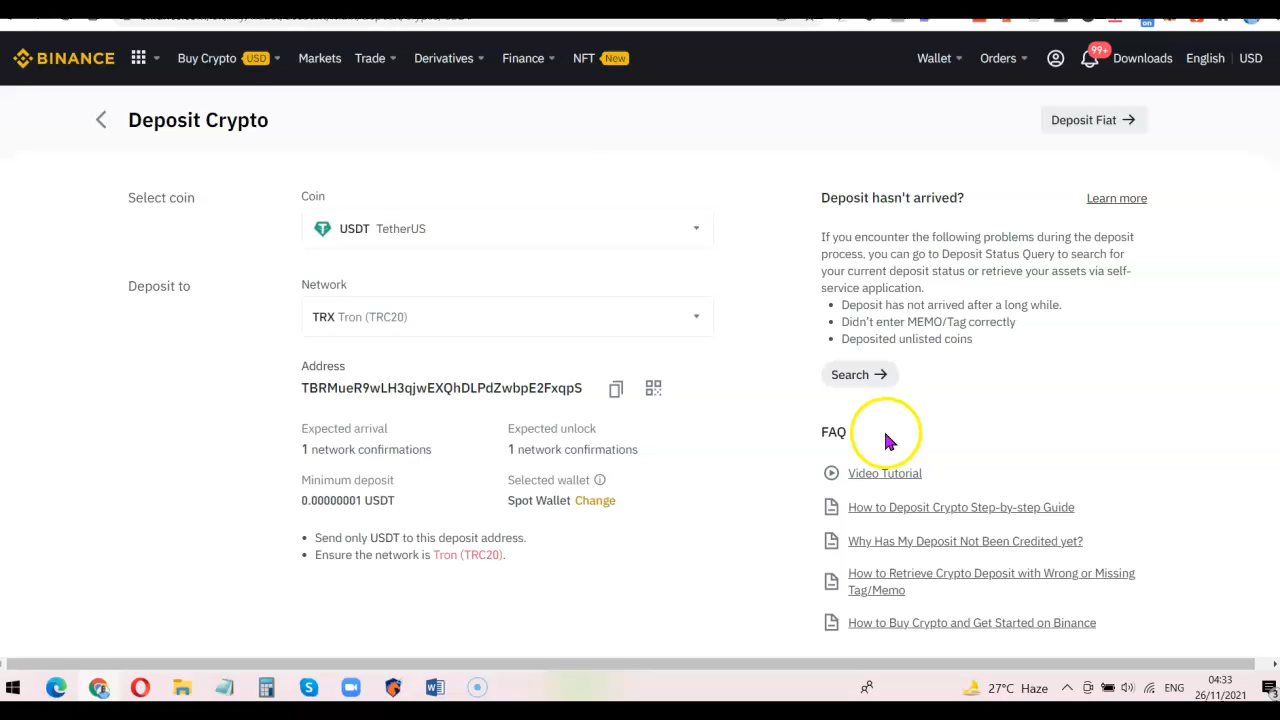 BINANCE
Buy Crypto USD
Markets
Trade
Derivatives
Finance
NFT New
Wallet
Orders
99+
Downloads
English
USD
Deposit Crypto
Deposit Fiat
Select coin
Coin
USDT TetherUS
Deposit to
Network
TRX Tron (TRC20)
Address
TBRMueR9wLH3qjwEXQhDLPdZwbpE2FxqpS
Expected arrival
1 network confirmations
Expected unlock
1 network confirmations
Minimum deposit
0.00000001 USDT
Selected wallet
Spot Wallet Change
Send only USDT to this deposit address.
Ensure the network is Tron (TRC20).
Deposit hasn't arrived?
Learn more
If you encounter the following problems during the deposit
process, you can go to Deposit Status Query to search for
your current deposit status or retrieve your assets via self-
service application.
Deposit has not arrived after a long while.
Didn't enter MEMO/Tag correctly
Deposited unlisted coins
Search
FAQ
Video Tutorial
How to Deposit Crypto Step-by-step Guide
Why Has My Deposit Not Been Credited yet?
How to Retrieve Crypto Deposit with Wrong or Missing
Tag/Memo
How to Buy Crypto and Get Started on Binance
27°C Haze
ENG
04:33
26/11/2021
3
on